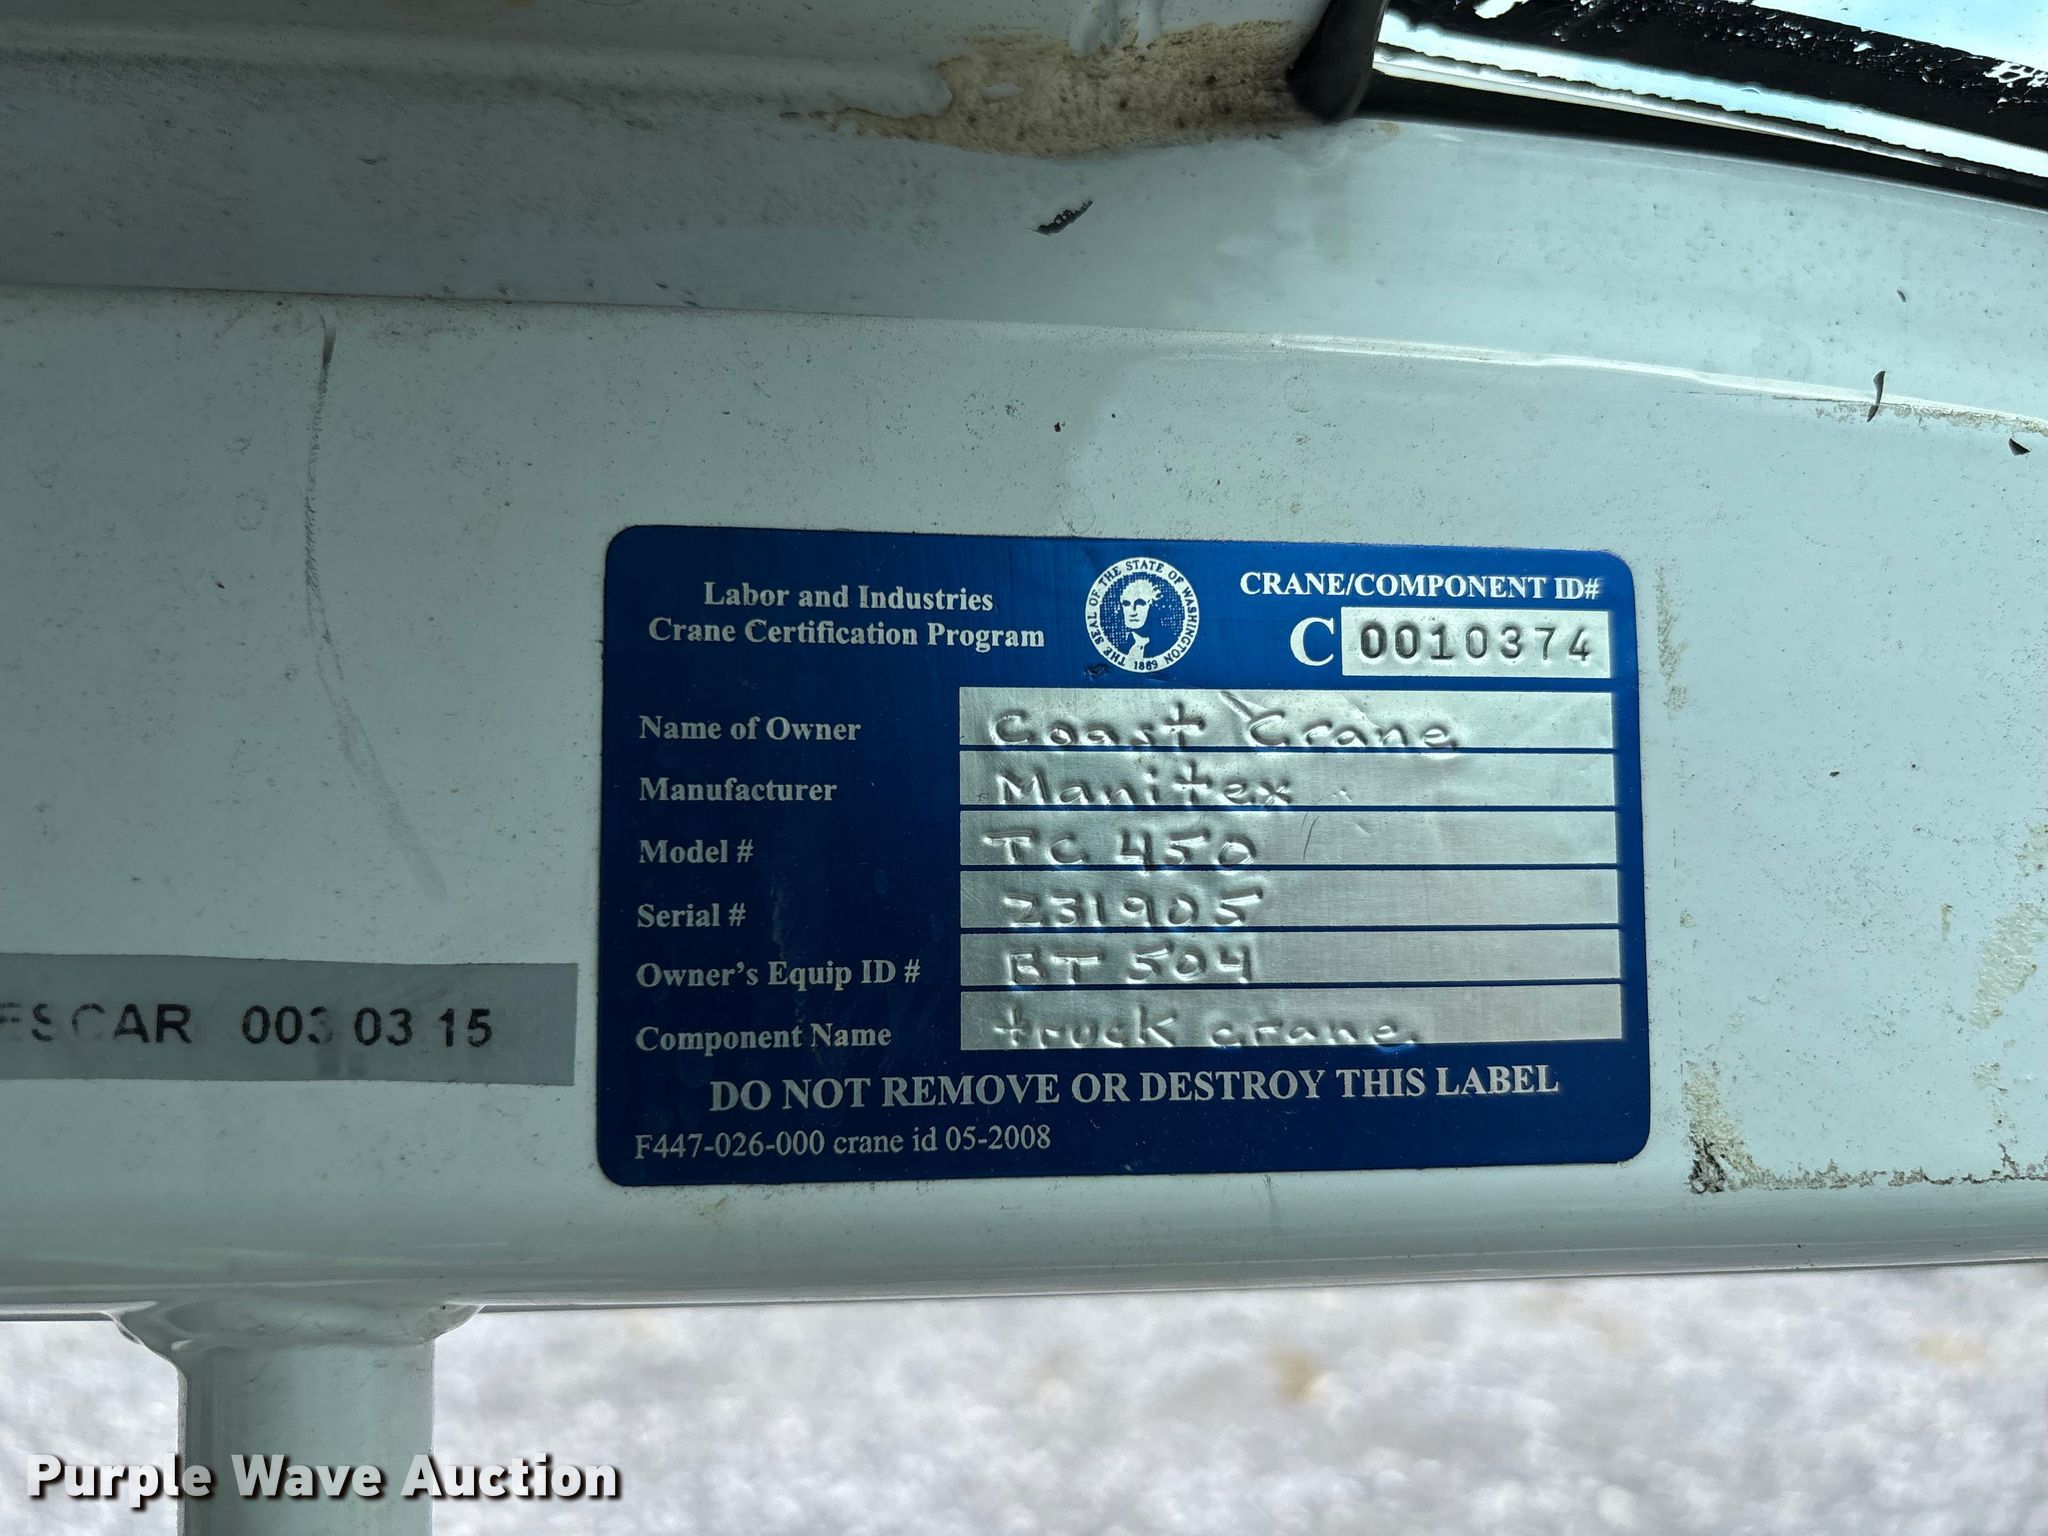 Labor and Industries
Crane Certification Program
THE SEAL OF THE STATE OF WASHINGTON
1889
CRANE/COMPONENT ID#
C 0010374
Name of Owner Coast Crane
Manufacturer Manitex
Model # TC 450
Serial # 231905
Owner's Equip ID # BT 504
Component Name truck crane
DO NOT REMOVE OR DESTROY THIS LABEL
F447-026-000 crane id 05-2008
ESCAR 003 03 15
Purple Wave Auction